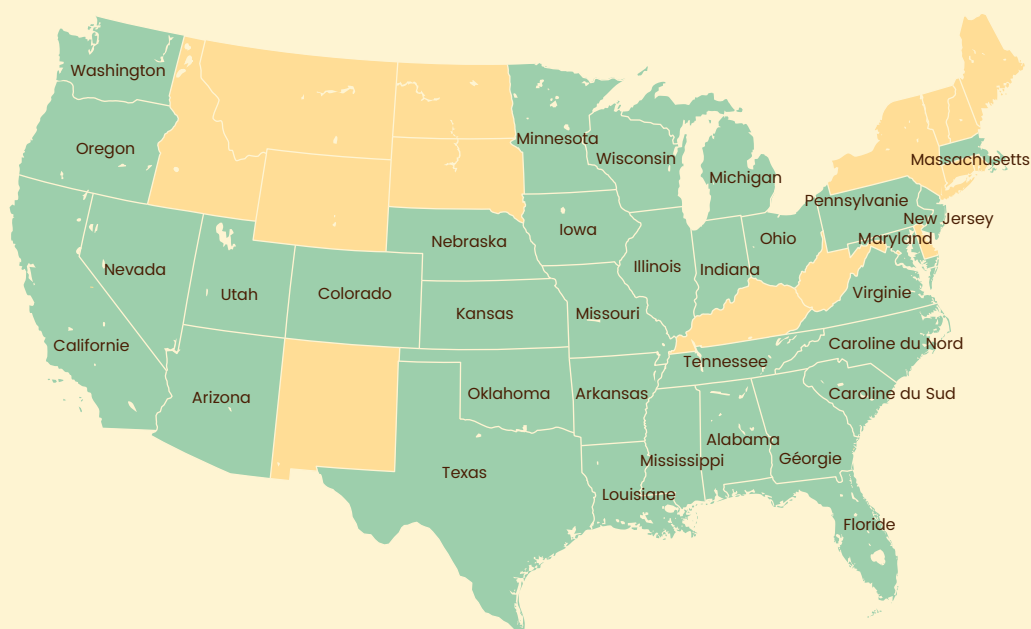 Washington
Oregon
Minnesota
Wisconsin
Massachusetts
Michigan
Pennsylvanie
New Jersey
Nebraska
Iowa
Ohio
Maryland
Nevada
Utah
Colorado
Illinois
Indiana
Virginie
Kansas
Missouri
Californie
Caroline du Nord
Tennessee
Arizona
Oklahoma
Arkansas
Caroline du Sud
Alabama
Texas
Mississippi
Géorgie
Louisiane
Floride